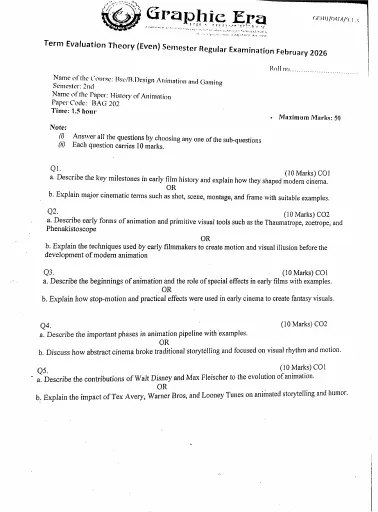 Graphic Era
Term Evaluation Theory (Even) Semester Regular Examination February 2026
Roll no..............................
Name of the Course: Bsc/B.Design Animation and Gaming
Semester: 2nd
Name of the Paper: History of Animation
Paper Code: BAG 202
Time: 1.5 hour
Maximum Marks: 50
Note:
(i) Answer all the questions by choosing any one of the sub-questions
(ii) Each question carries 10 marks.
Q1. (10 Marks) CO1
a. Describe the key milestones in early film history and explain how they shaped modern cinema.
OR
b. Explain major cinematic terms such as shot, scene, montage, and frame with suitable examples.
Q2. (10 Marks) CO2
a. Describe early forms of animation and primitive visual tools such as the Thaumatrope, zoetrope, and
Phenakistoscope
OR
b. Explain the techniques used by early filmmakers to create motion and visual illusion before the
development of modern animation
Q3. (10 Marks) CO1
a. Describe the beginnings of animation and the role of special effects in early films with examples.
OR
b. Explain how stop-motion and practical effects were used in early cinema to create fantasy visuals.
Q4. (10 Marks) CO2
a. Describe the important phases in animation pipeline with examples.
OR
b. Discuss how abstract cinema broke traditional storytelling and focused on visual rhythm and motion.
Q5. (10 Marks) CO1
a. Describe the contributions of Walt Disney and Max Fleischer to the evolution of animation.
OR
b. Explain the impact of Tex Avery, Warner Bros, and Looney Tunes on animated storytelling and humor.